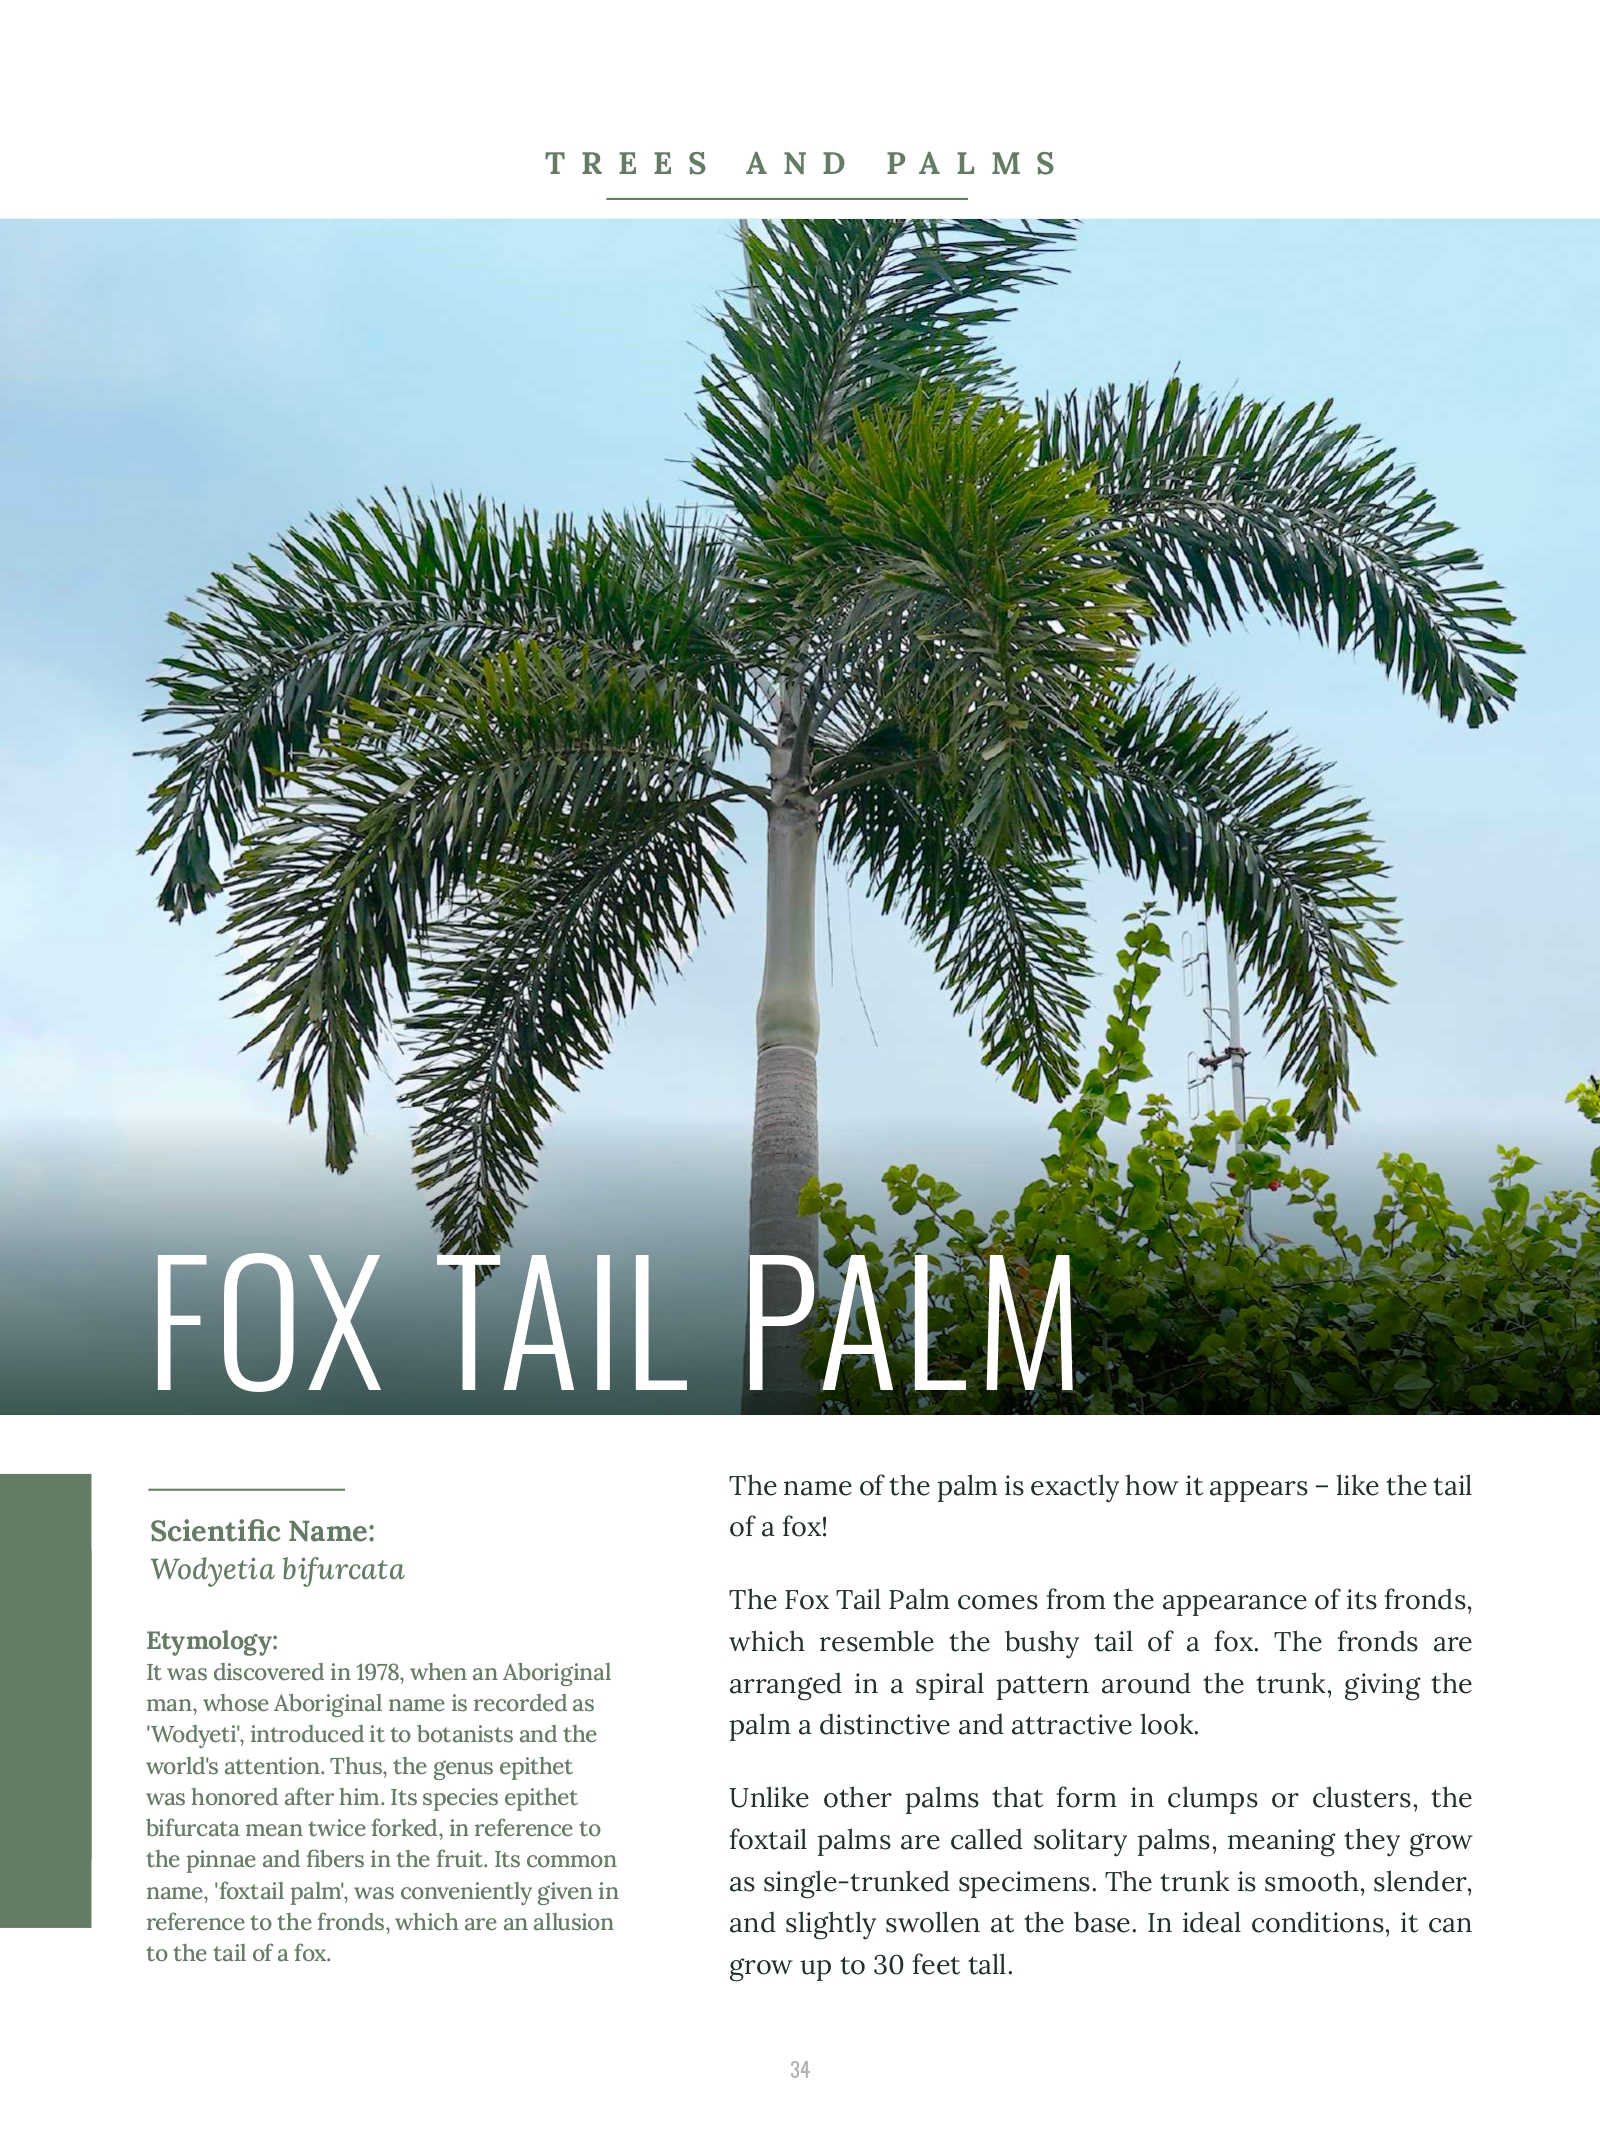 TREES AND PALMS
FOX TAIL PALM
Scientific Name:
Wodyetia bifurcata
Etymology:
It was discovered in 1978, when an Aboriginal
man, whose Aboriginal name is recorded as
'Wodyeti', introduced it to botanists and the
world's attention. Thus, the genus epithet
was honored after him. Its species epithet
bifurcata mean twice forked, in reference to
the pinnae and fibers in the fruit. Its common
name, 'foxtail palm', was conveniently given in
reference to the fronds, which are an allusion
to the tail of a fox.
The name of the palm is exactly how it appears – like the tail
of a fox!
The Fox Tail Palm comes from the appearance of its fronds,
which resemble the bushy tail of a fox. The fronds are
arranged in a spiral pattern around the trunk, giving the
palm a distinctive and attractive look.
Unlike other palms that form in clumps or clusters, the
foxtail palms are called solitary palms, meaning they grow
as single-trunked specimens. The trunk is smooth, slender,
and slightly swollen at the base. In ideal conditions, it can
grow up to 30 feet tall.
34